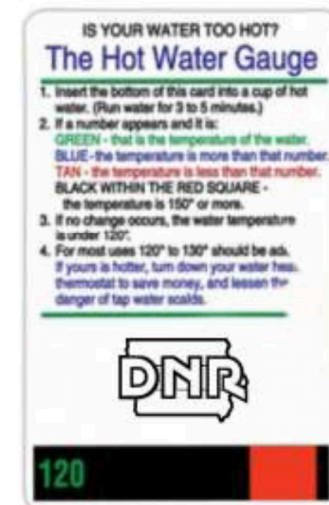 IS YOUR WATER TOO HOT?
The Hot Water Gauge
1. Insert the bottom of this card into a cup of hot
water. (Run water for 3 to 5 minutes.)
2. If a number appears and it is:
GREEN - that is the temperature of the water.
BLUE - the temperature is more than that number.
TAN - the temperature is less than that number.
BLACK WITHIN THE RED SQUARE -
the temperature is 150° or more.
3. If no change occurs, the water temperature
is under 120°.
4. For most uses 120° to 130° should be
If yours is hotter, turn down your water
thermostat to save money, and lessen
danger of tap water scalds.
DNR
120